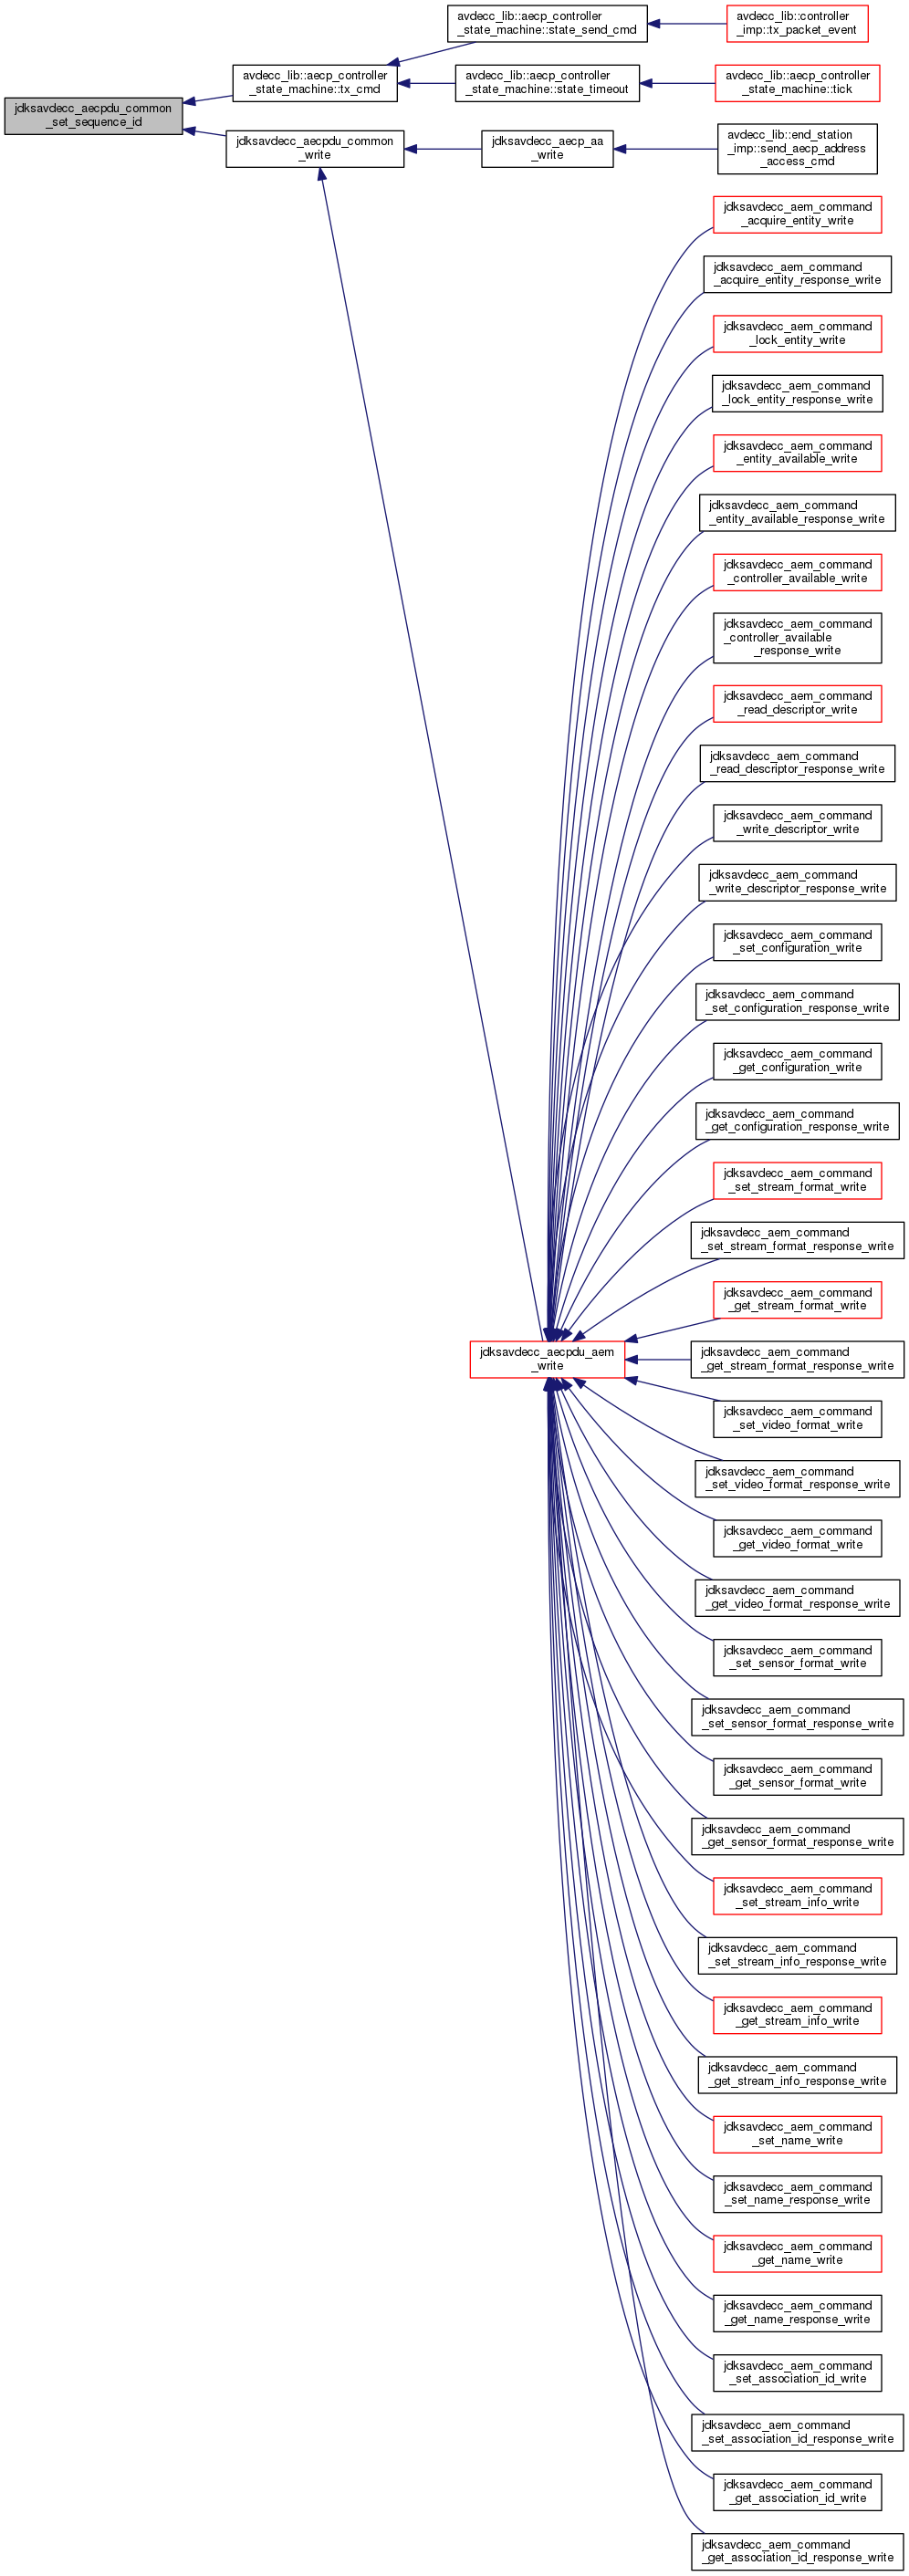 avdecc_lib::aecp_controller
_state_machine::state_send_cmd
avdecc_lib::controller
_imp::tx_packet_event
avdecc_lib::aecp_controller
_state_machine::tx_cmd
avdecc_lib::aecp_controller
_state_machine::state_timeout
avdecc_lib::aecp_controller
_state_machine::tick
jdksavdecc_aecpdu_common
_set_sequence_id
jdksavdecc_aecpdu_common
_write
jdksavdecc_aecp_aa
_write
avdecc_lib::end_station
_imp::send_aecp_address
_access_cmd
jdksavdecc_aem_command
_acquire_entity_write
jdksavdecc_aem_command
_acquire_entity_response_write
jdksavdecc_aem_command
_lock_entity_write
jdksavdecc_aem_command
_lock_entity_response_write
jdksavdecc_aem_command
_entity_available_write
jdksavdecc_aem_command
_entity_available_response_write
jdksavdecc_aem_command
_controller_available_write
jdksavdecc_aem_command
_controller_available
_response_write
jdksavdecc_aem_command
_read_descriptor_write
jdksavdecc_aem_command
_read_descriptor_response_write
jdksavdecc_aem_command
_write_descriptor_write
jdksavdecc_aem_command
_write_descriptor_response_write
jdksavdecc_aem_command
_set_configuration_write
jdksavdecc_aem_command
_set_configuration_response_write
jdksavdecc_aem_command
_get_configuration_write
jdksavdecc_aem_command
_get_configuration_response_write
jdksavdecc_aem_command
_set_stream_format_write
jdksavdecc_aem_command
_set_stream_format_response_write
jdksavdecc_aem_command
_get_stream_format_write
jdksavdecc_aecpdu_aem
_write
jdksavdecc_aem_command
_get_stream_format_response_write
jdksavdecc_aem_command
_set_video_format_write
jdksavdecc_aem_command
_set_video_format_response_write
jdksavdecc_aem_command
_get_video_format_write
jdksavdecc_aem_command
_get_video_format_response_write
jdksavdecc_aem_command
_set_sensor_format_write
jdksavdecc_aem_command
_set_sensor_format_response_write
jdksavdecc_aem_command
_get_sensor_format_write
jdksavdecc_aem_command
_get_sensor_format_response_write
jdksavdecc_aem_command
_set_stream_info_write
jdksavdecc_aem_command
_set_stream_info_response_write
jdksavdecc_aem_command
_get_stream_info_write
jdksavdecc_aem_command
_get_stream_info_response_write
jdksavdecc_aem_command
_set_name_write
jdksavdecc_aem_command
_set_name_response_write
jdksavdecc_aem_command
_get_name_write
jdksavdecc_aem_command
_get_name_response_write
jdksavdecc_aem_command
_set_association_id_write
jdksavdecc_aem_command
_set_association_id_response_write
jdksavdecc_aem_command
_get_association_id_write
jdksavdecc_aem_command
_get_association_id_response_write